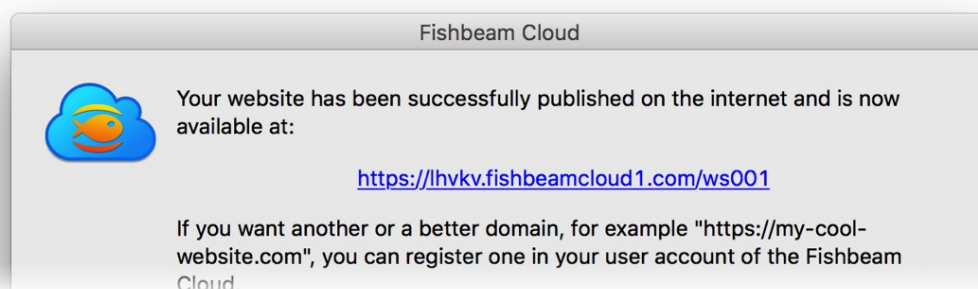 Fishbeam Cloud
Your website has been successfully published on the internet and is now
available at:
https://lhvkv.fishbeamcloud1.com/ws001
If you want another or a better domain, for example "https://my-cool-
website.com", you can register one in your user account of the Fishbeam
Cloud.